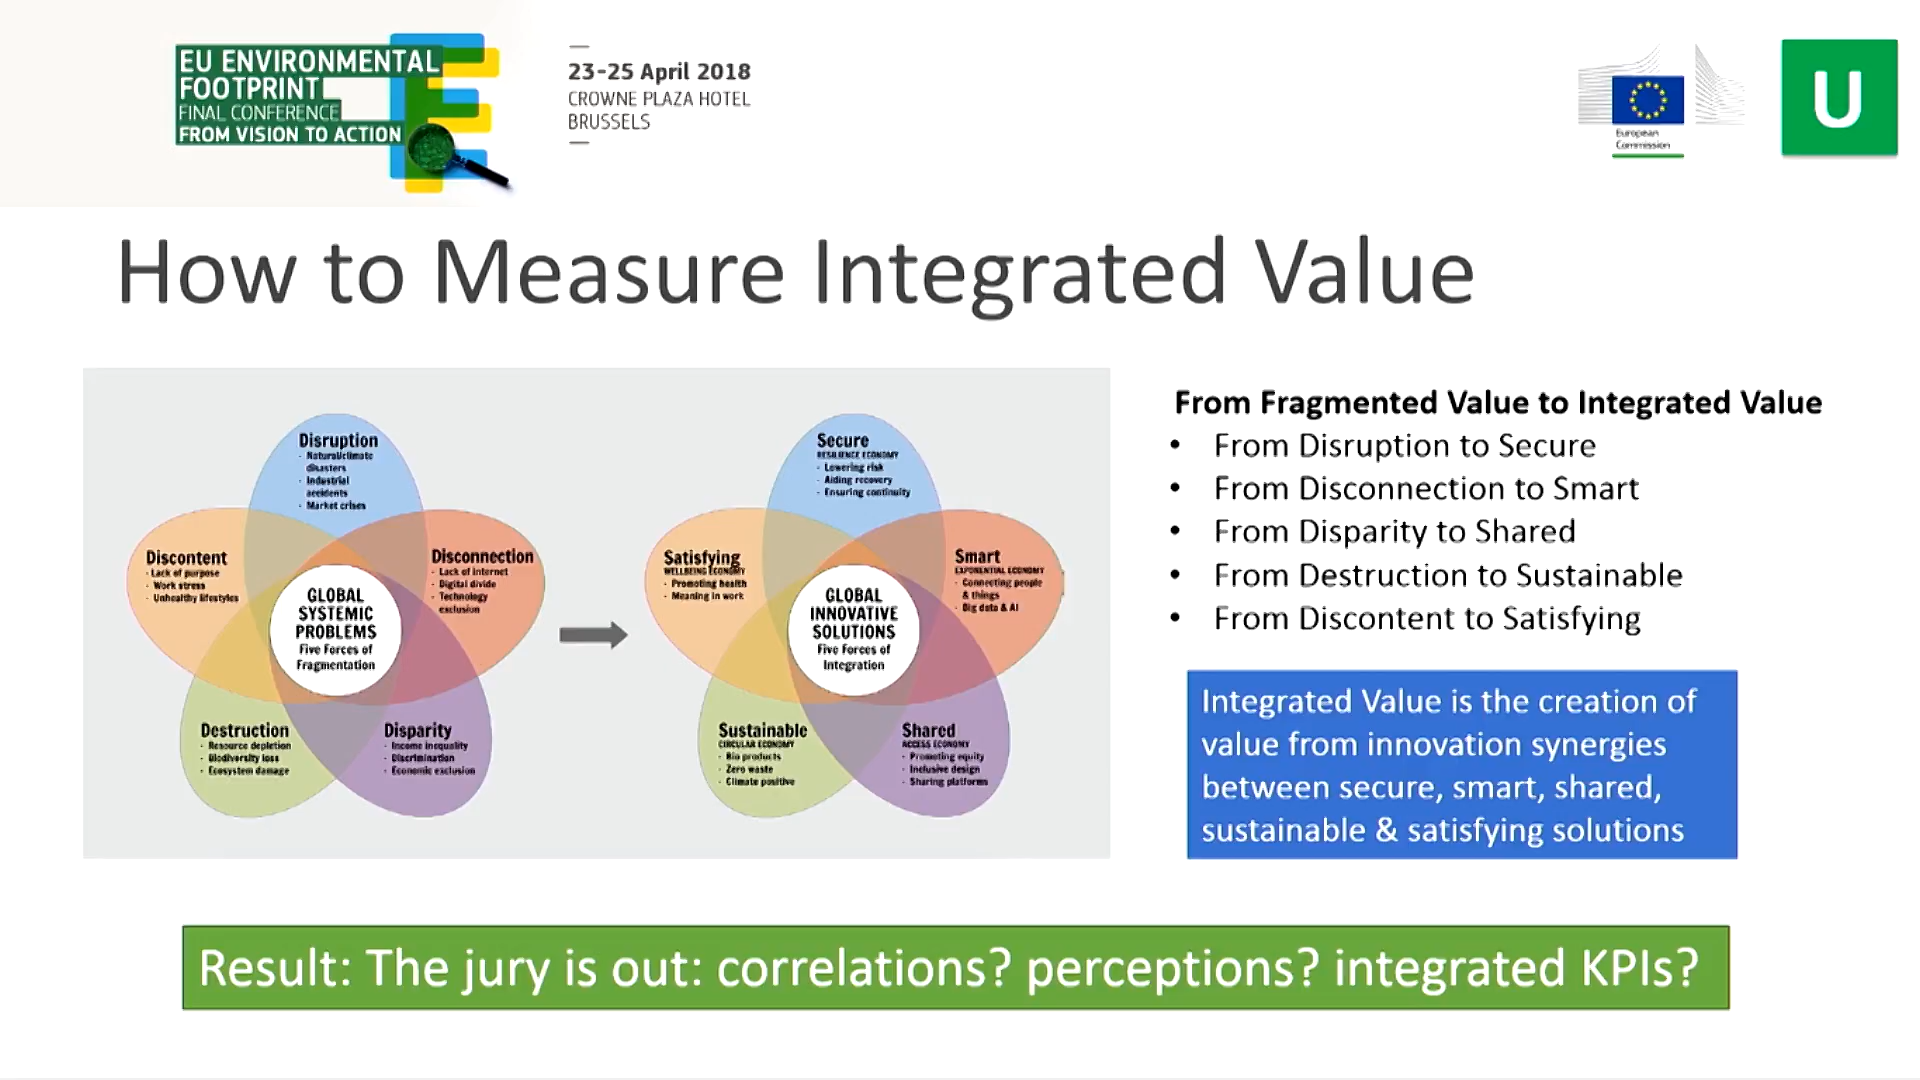 EU ENVIRONMENTAL
FOOTPRINT
FINAL CONFERENCE
FROM VISION TO ACTION
23-25 April 2018
CROWNE PLAZA HOTEL
BRUSSELS
European
Commission
U
How to Measure Integrated Value
Disruption
- Natural/climate
disasters
- Industrial
accidents
- Market crises
Discontent
- Lack of purpose
- Work stress
- Unhealthy lifestyles
Disconnection
- Lack of internet
- Digital divide
- Technology
exclusion
GLOBAL
SYSTEMIC
PROBLEMS
Five Forces of
Fragmentation
Destruction
- Resource depletion
- Biodiversity loss
- Ecosystem damage
Disparity
- Income inequality
- Discrimination
- Economic exclusion
Secure
RESILIENCE ECONOMY
- Lowering risk
- Aiding recovery
- Ensuring continuity
Satisfying
WELLBEING ECONOMY
- Promoting health
- Meaning in work
Smart
EXPONENTIAL ECONOMY
- Connecting people
& things
- Big data & AI
GLOBAL
INNOVATIVE
SOLUTIONS
Five Forces of
Integration
Sustainable
CIRCULAR ECONOMY
- Bio products
- Zero waste
- Climate positive
Shared
ACCESS ECONOMY
- Promoting equity
- Inclusive design
- Sharing platforms
From Fragmented Value to Integrated Value
• From Disruption to Secure
• From Disconnection to Smart
• From Disparity to Shared
• From Destruction to Sustainable
• From Discontent to Satisfying
Integrated Value is the creation of
value from innovation synergies
between secure, smart, shared,
sustainable & satisfying solutions
Result: The jury is out: correlations? perceptions? integrated KPIs?